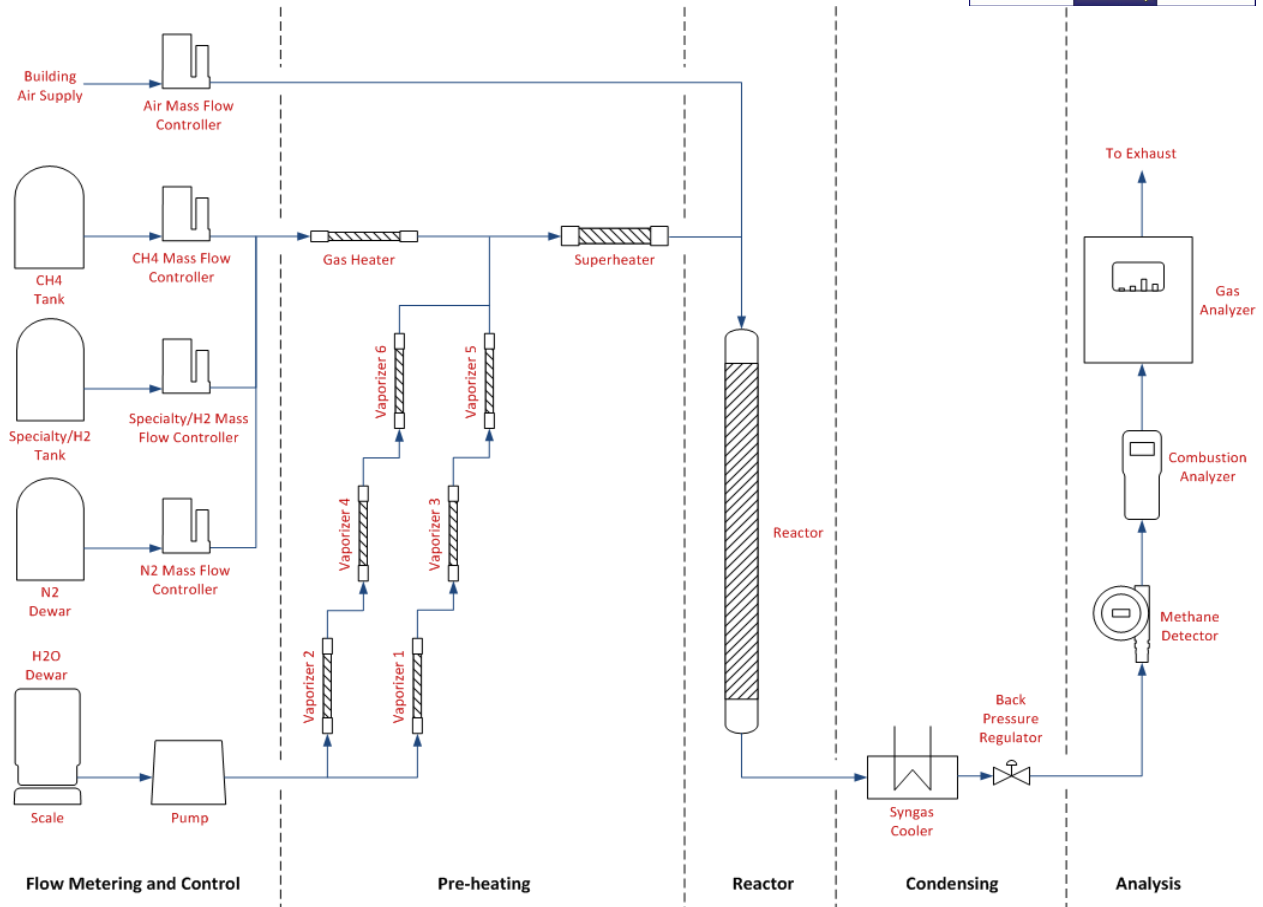 Building
Air Supply
Air Mass Flow
Controller
To Exhaust
CH4
Tank
CH4 Mass Flow
Controller
Gas Heater
Superheater
Gas
Analyzer
Specialty/H2
Tank
Specialty/H2 Mass
Flow Controller
Vaporizer 6
Vaporizer 5
Combustion
Analyzer
Vaporizer 4
Vaporizer 3
Reactor
N2
Dewar
N2 Mass Flow
Controller
Methane
Detector
H2O
Dewar
Vaporizer 2
Vaporizer 1
Back
Pressure
Regulator
Scale
Pump
Syngas
Cooler
Flow Metering and Control
Pre-heating
Reactor
Condensing
Analysis